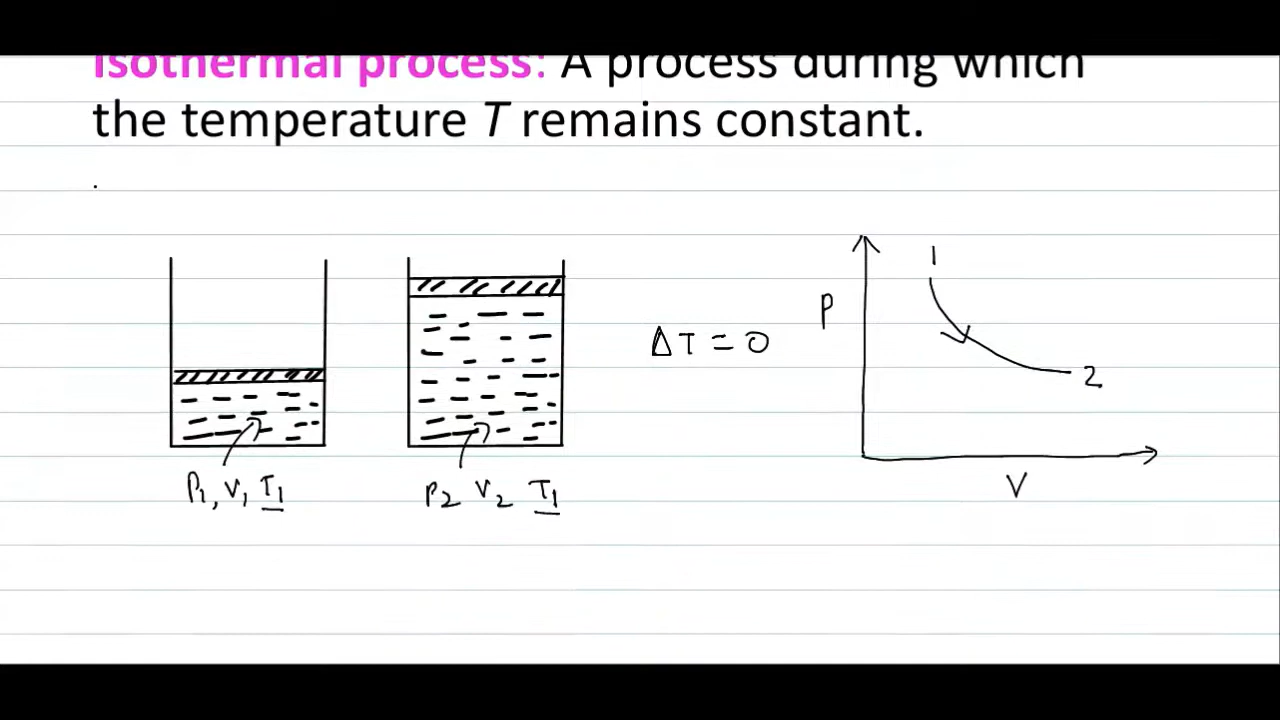 Isothermal process: A process during which
the temperature T remains constant.
ΔT = 0
P
1
2
V
P1, V1 T1
P2 V2 T1